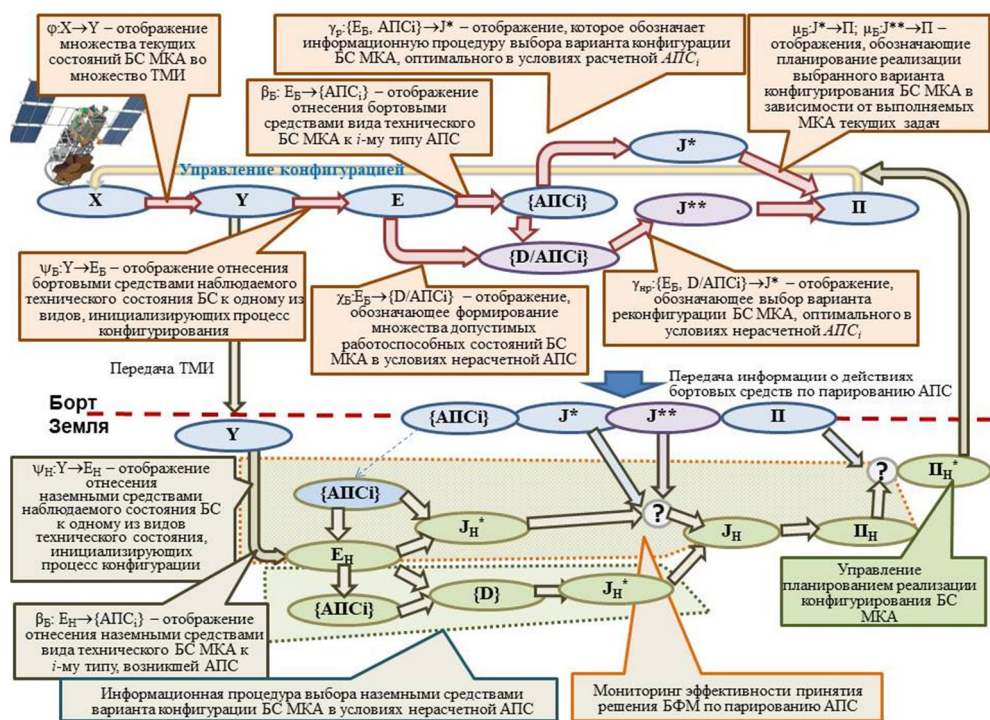 φ:X→Y – отображение
множества текущих
состояний БС МКА во
множество ТМИ
γр:{EБ, АПСi}→J* – отображение, которое обозначает
информационную процедуру выбора варианта конфигурации
БС МКА, оптимального в условиях расчетной АПСi
μБ:J*→П; μБ:J**→П –
отображения, обозначающие
планирование реализации
выбранного варианта
конфигурирования БС МКА в
зависимости от выполняемых
МКА текущих задач
βБ: EБ→{АПСi} – отображение
отнесения бортовыми
средствами вида технического
БС МКА к i-му типу АПС
Управление конфигурацией
J*
X
Y
E
{АПСi}
J**
П
{D/АПСi}
ψБ:Y→EБ – отображение отнесения
бортовыми средствами наблюдаемого
технического состояния БС к одному из
видов, инициализирующих процесс
конфигурирования
χБ:EБ→{D/АПСi} – отображение,
обозначающее формирование
множества допустимых
работоспособных состояний БС
МКА в условиях нерасчетной АПС
γнр:{EБ, D/АПСi}→J* – отображение,
обозначающего выбор варианта
реконфигурации БС МКА, оптимального в
условиях нерасчетной АПСi
Передача ТМИ
Передача информации о действиях
бортовых средств по парированию АПС
Борт
Земля
{АПСi}
J*
J**
П
Y
ψН:Y→EН – отображение
отнесения
наземными средствами
наблюдаемого состояния БС
к одному из видов
технического состояния,
инициализирующих
процесс конфигурации
?
ПН*
{АПСi}
JН*
?
JН
ПН
EН
{АПСi}
{D}
JН*
Управление
планированием реализации
конфигурирования БС
МКА
βБ: EН→{АПСi} – отображение
отнесения наземными средствами
вида технического БС МКА к
i-му типу, возникшей АПС
Информационная процедура выбора наземными средствами
варианта конфигурации БС МКА в условиях нерасчетной АПС
Мониторинг эффективности принятия
решения БФМ по парированию АПС